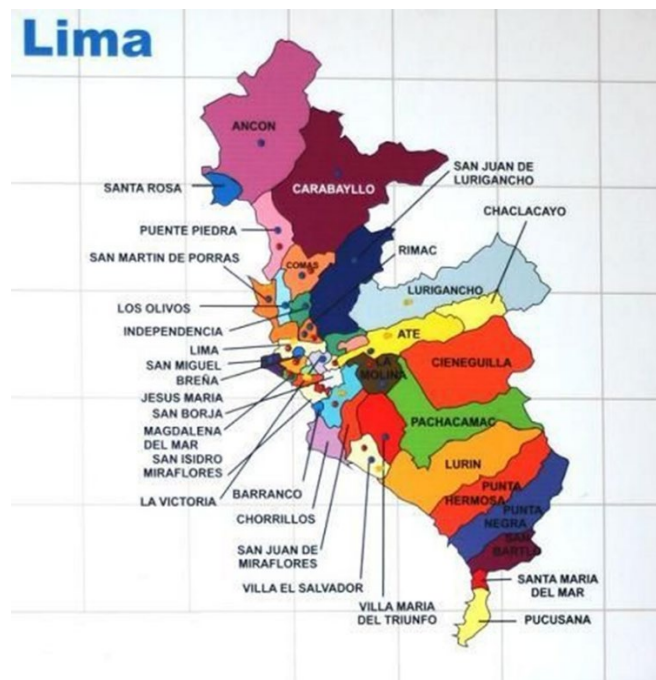 Lima
ANCON
SANTA ROSA
CARABAYLLO
SAN JUAN DE
LURIGANCHO
CHACLACAYO
PUENTE PIEDRA
RIMAC
SAN MARTIN DE PORRAS
COMAS
LURIGANCHO
LOS OLIVOS
INDEPENDENCIA
ATE
LIMA
SAN MIGUEL
LA
MOLINA
CIENEGUILLA
BREÑA
JESUS MARIA
SAN BORJA
MAGDALENA
DEL MAR
PACHACAMAC
SAN ISIDRO
MIRAFLORES
LURIN
LA VICTORIA
BARRANCO
PUNTA
HERMOSA
CHORRILLOS
PUNTA
NEGRA
SAN
BARTLO
SAN JUAN DE
MIRAFLORES
VILLA EL SALVADOR
SANTA MARIA
DEL MAR
VILLA MARIA
DEL TRIUNFO
PUCUSANA